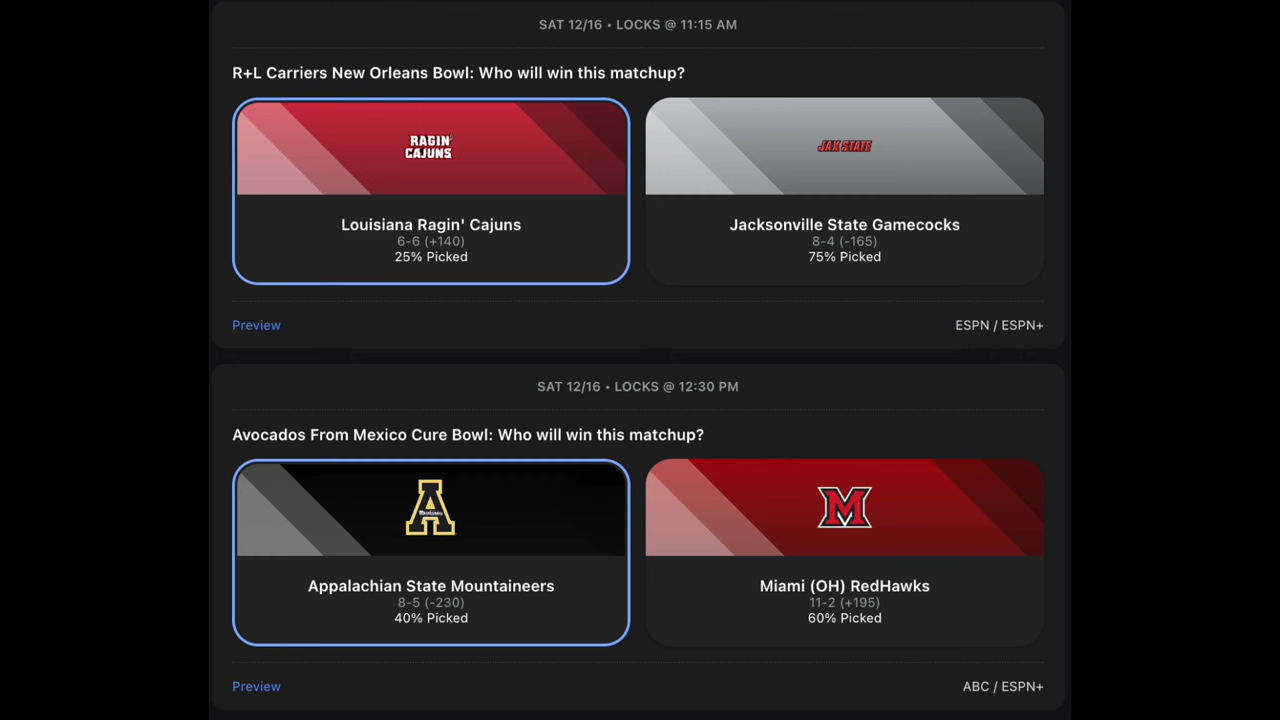 SAT 12/16 • LOCKS @ 11:15 AM
R+L Carriers New Orleans Bowl: Who will win this matchup?
RAGIN'
CAJUNS
JAX STATE
Louisiana Ragin' Cajuns
Jacksonville State Gamecocks
6-6 (+140)
8-4 (-165)
25% Picked
75% Picked
Preview
ESPN / ESPN+
SAT 12/16 • LOCKS @ 12:30 PM
Avocados From Mexico Cure Bowl: Who will win this matchup?
A
M
Appalachian State Mountaineers
Miami (OH) RedHawks
8-5 (-230)
11-2 (+195)
40% Picked
60% Picked
Preview
ABC / ESPN+